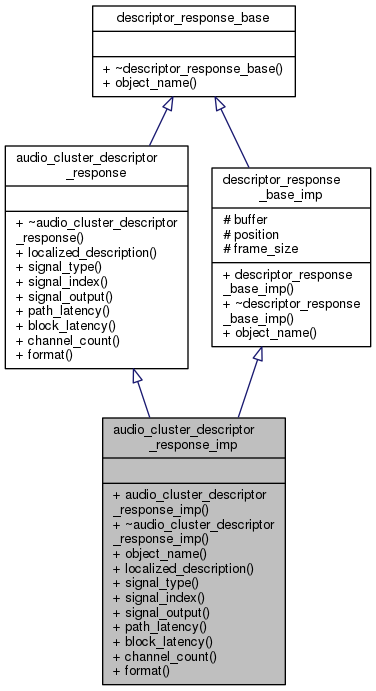 descriptor_response_base
+ ~descriptor_response_base()
+ object_name()
audio_cluster_descriptor
_response
+ ~audio_cluster_descriptor
_response()
+ localized_description()
+ signal_type()
+ signal_index()
+ signal_output()
+ path_latency()
+ block_latency()
+ channel_count()
+ format()
descriptor_response
_base_imp
# buffer
# position
# frame_size
+ descriptor_response
_base_imp()
+ ~descriptor_response
_base_imp()
+ object_name()
audio_cluster_descriptor
_response_imp
+ audio_cluster_descriptor
_response_imp()
+ ~audio_cluster_descriptor
_response_imp()
+ object_name()
+ localized_description()
+ signal_type()
+ signal_index()
+ signal_output()
+ path_latency()
+ block_latency()
+ channel_count()
+ format()